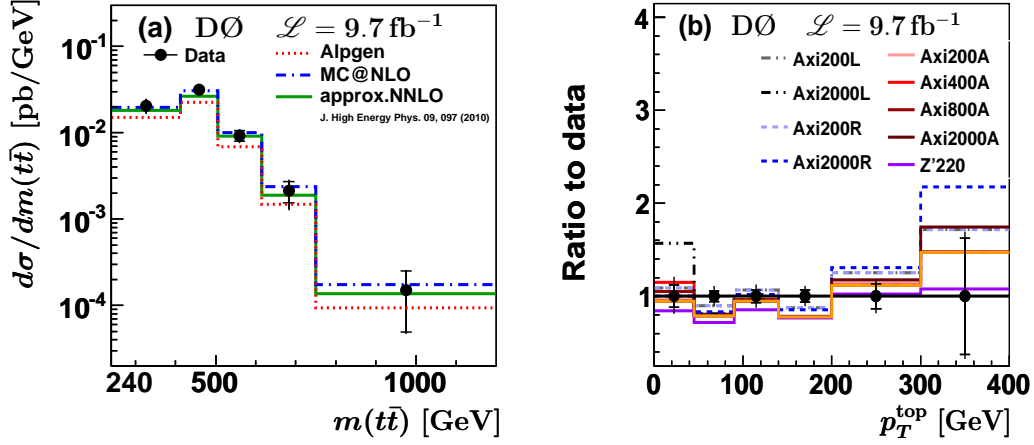 (a) DØ ℒ = 9.7 fb⁻¹
Data
Alpgen
MC@NLO
approx.NNLO
J. High Energy Phys. 09, 097 (2010)
dσ/dm(tt̄) [pb/GeV]
10⁻¹
10⁻²
10⁻³
10⁻⁴
240 500 1000
m(tt̄) [GeV]
(b) DØ ℒ = 9.7 fb⁻¹
Axi200L
Axi2000L
Axi200R
Axi2000R
Axi200A
Axi400A
Axi800A
Axi2000A
Z'220
Ratio to data
4
3
2
1
0 100 200 300 400
p_T^top [GeV]